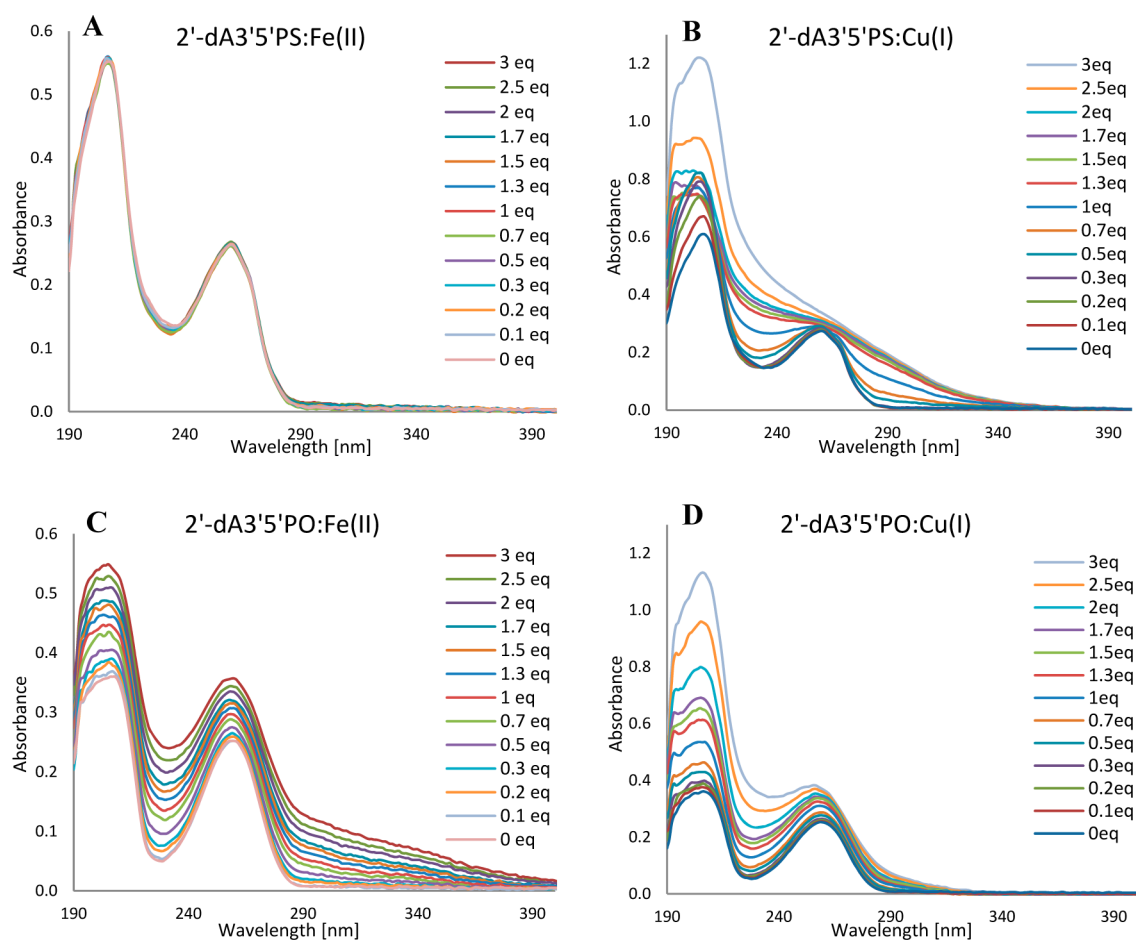 A
2'-dA3'5'PS:Fe(II)
0.6
0.5
0.4
0.3
0.2
0.1
0.0
Absorbance
190
240
290
340
390
Wavelength [nm]
3 eq
2.5 eq
2 eq
1.7 eq
1.5 eq
1.3 eq
1 eq
0.7 eq
0.5 eq
0.3 eq
0.2 eq
0.1 eq
0 eq
B
2'-dA3'5'PS:Cu(I)
1.2
1.0
0.8
0.6
0.4
0.2
0.0
Absorbance
190
240
290
340
390
Wavelength [nm]
3eq
2.5eq
2eq
1.7eq
1.5eq
1.3eq
1eq
0.7eq
0.5eq
0.3eq
0.2eq
0.1eq
0eq
C
2'-dA3'5'PO:Fe(II)
0.6
0.5
0.4
0.3
0.2
0.1
0.0
Absorbance
190
240
290
340
390
Wavelength [nm]
3 eq
2.5 eq
2 eq
1.7 eq
1.5 eq
1.3 eq
1 eq
0.7 eq
0.5 eq
0.3 eq
0.2 eq
0.1 eq
0 eq
D
2'-dA3'5'PO:Cu(I)
1.2
1.0
0.8
0.6
0.4
0.2
0.0
Absorbance
190
240
290
340
390
Wavelength [nm]
3eq
2.5eq
2eq
1.7eq
1.5eq
1.3eq
1eq
0.7eq
0.5eq
0.3eq
0.2eq
0.1eq
0eq